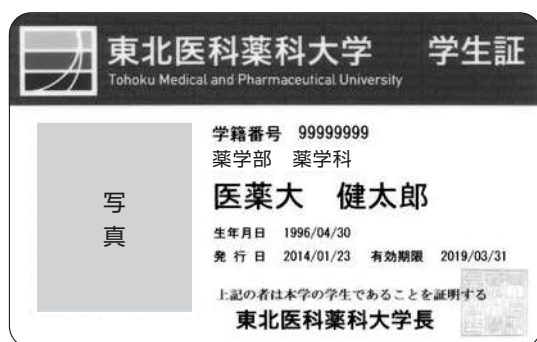 東北医科薬科大学 学生証
Tohoku Medical and Pharmaceutical University
学籍番号 99999999
薬学部 薬学科
医薬大 健太郎
生年月日 1996/04/30
発行日 2014/01/23 有効期限 2019/03/31
写
真
上記の者は本学の学生であることを証明する
東北医科薬科大学長